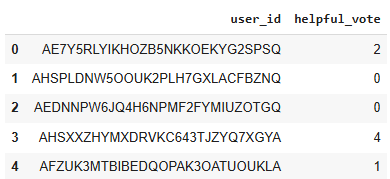 user_id helpful_vote
0 AE7Y5RLYIKHOZB5NKKOEKYG2SPSQ 2
1 AHSPLDNW5OOUK2PLH7GXLACFBZNQ 0
2 AEDNNPW6JQ4H6NPMF2FYMIUZOTGQ 0
3 AHSXXZHYMXDRVKC643TJZYQ7XGYA 4
4 AFZUK3MTBIBEDQOPAK3OATUOUKLA 1